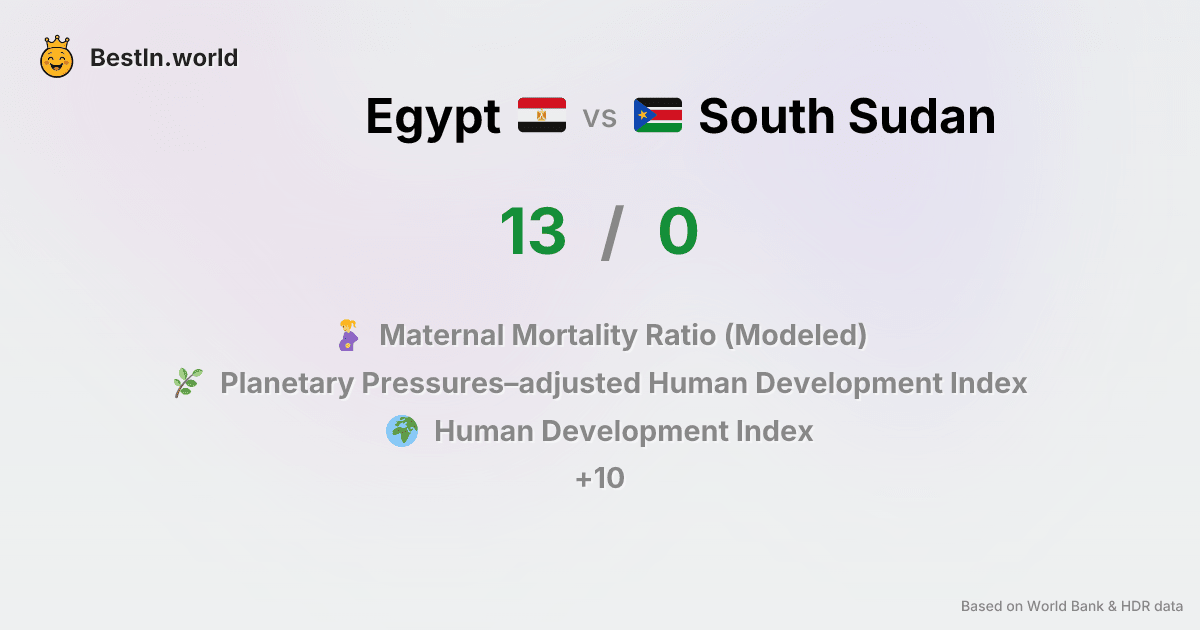 BestIn.world
Egypt vs South Sudan
13 / 0
Maternal Mortality Ratio (Modeled)
Planetary Pressures–adjusted Human Development Index
Human Development Index
+10
Based on World Bank & HDR data